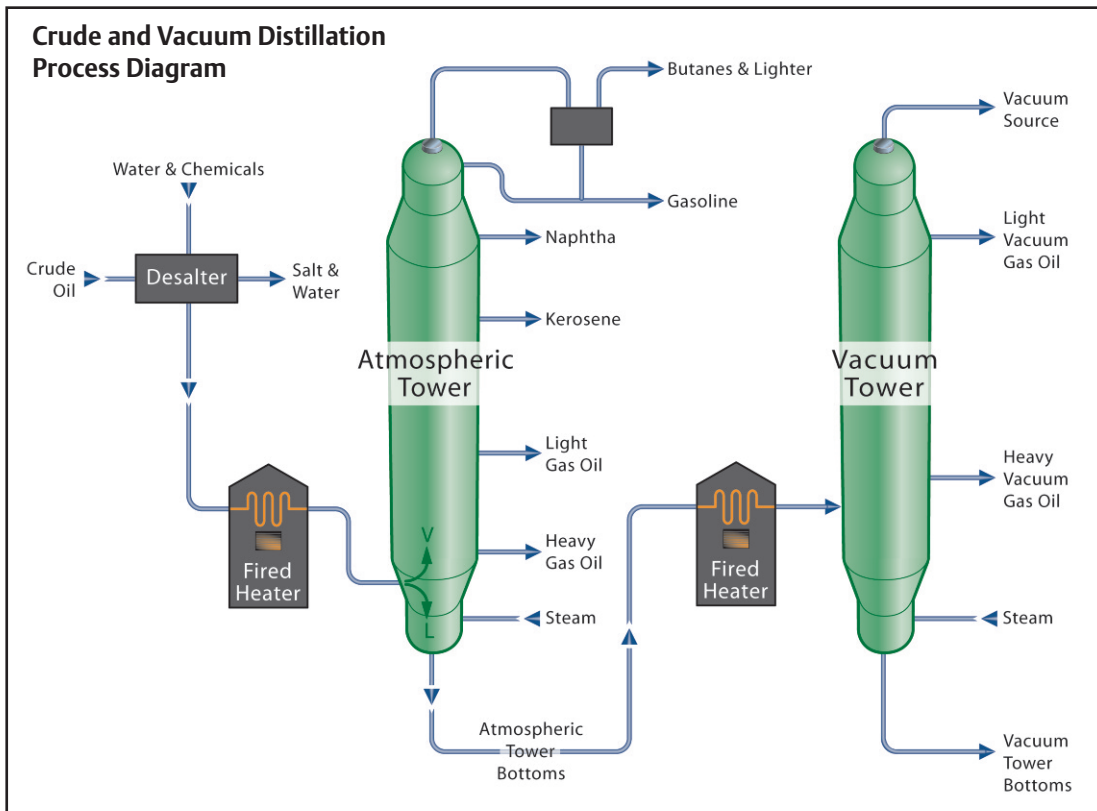 Crude and Vacuum Distillation
Process Diagram
Butanes & Lighter
Vacuum
Source
Water & Chemicals
Gasoline
Light
Vacuum
Gas Oil
Naphtha
Crude
Oil
Desalter
Salt &
Water
Kerosene
Atmospheric
Tower
Vacuum
Tower
Light
Gas Oil
Heavy
Vacuum
Gas Oil
V
Heavy
Gas Oil
Fired
Heater
Fired
Heater
L
Steam
Steam
Atmospheric
Tower
Bottoms
Vacuum
Tower
Bottoms